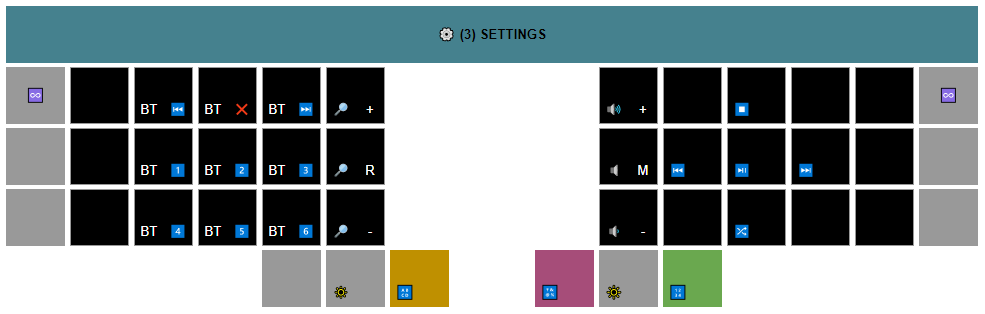 (3) SETTINGS
BT BT BT + +
BT 1 BT 2 BT 3 R M
BT 4 BT 5 BT 6 - -